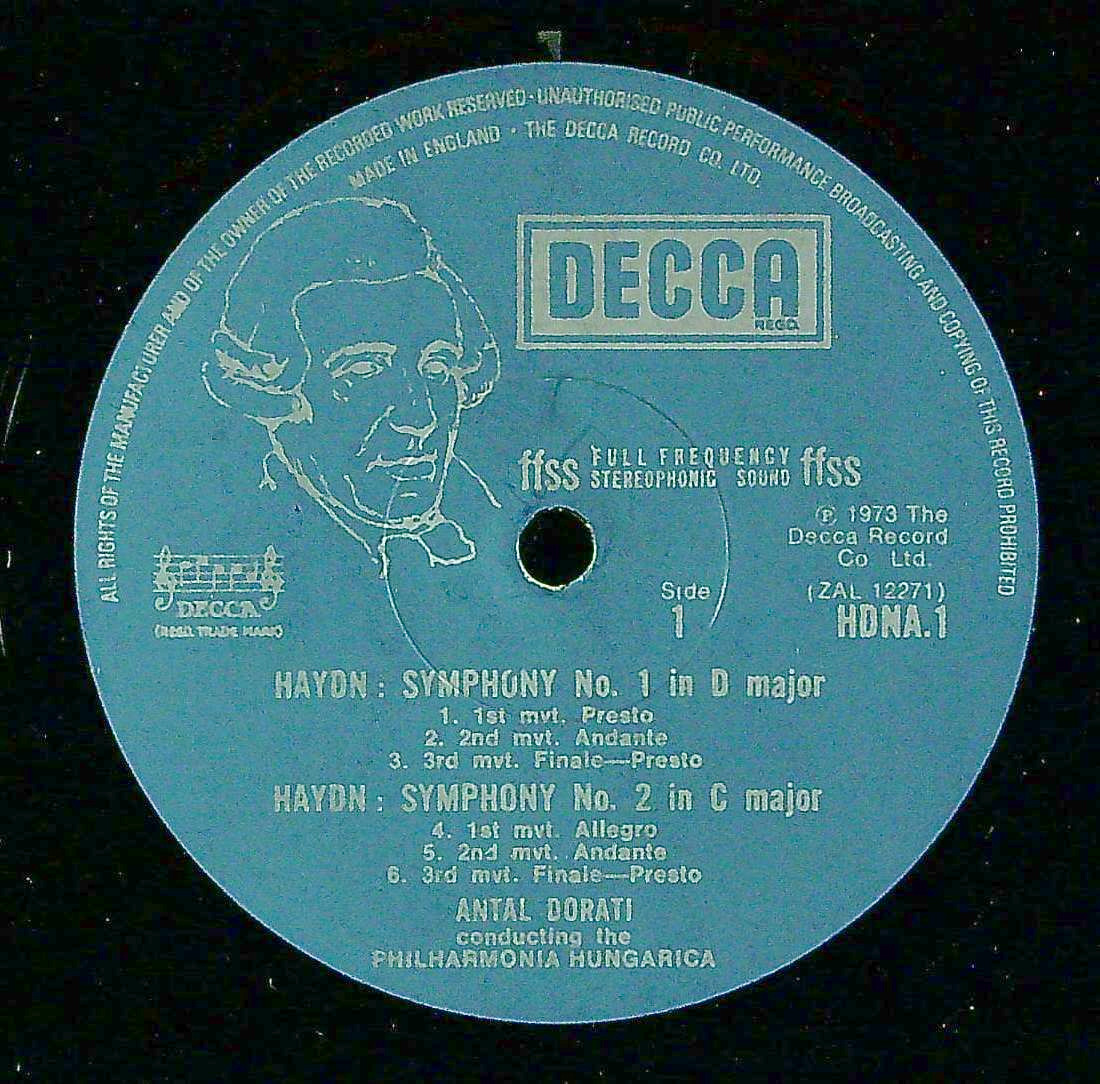 ALL RIGHTS OF THE MANUFACTURER AND OF THE OWNER OF THE RECORDED WORK RESERVED · UNAUTHORISED PUBLIC PERFORMANCE BROADCASTING AND COPYING OF THIS RECORD PROHIBITED
MADE IN ENGLAND · THE DECCA RECORD CO. LTD.
DECCA
REGD.
ffss FULL FREQUENCY STEREOPHONIC SOUND ffss
℗ 1973 The
Decca Record
Co Ltd.
DECCA
(REGD. TRADE MARK)
Side
1
(ZAL 12271)
HDNA.1
HAYDN : SYMPHONY No. 1 in D major
1. 1st mvt. Presto
2. 2nd mvt. Andante
3. 3rd mvt. Finale—Presto
HAYDN : SYMPHONY No. 2 in C major
4. 1st mvt. Allegro
5. 2nd mvt. Andante
6. 3rd mvt. Finale—Presto
ANTAL DORATI
conducting the
PHILHARMONIA HUNGARICA